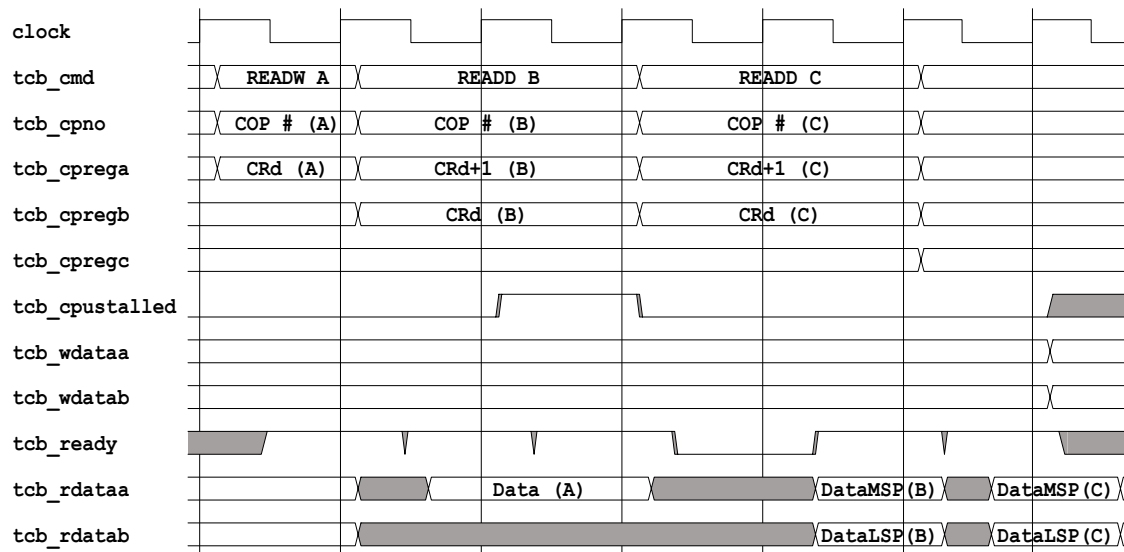 clock
tcb_cmd READW A READD B READD C
tcb_cpno COP # (A) COP # (B) COP # (C)
tcb_cprega CRd (A) CRd+1 (B) CRd+1 (C)
tcb_cpregb CRd (B) CRd (C)
tcb_cpregc
tcb_cpustalled
tcb_wdataa
tcb_wdatab
tcb_ready
tcb_rdataa Data (A) DataMSP(B) DataMSP(C)
tcb_rdatab DataLSP(B) DataLSP(C)